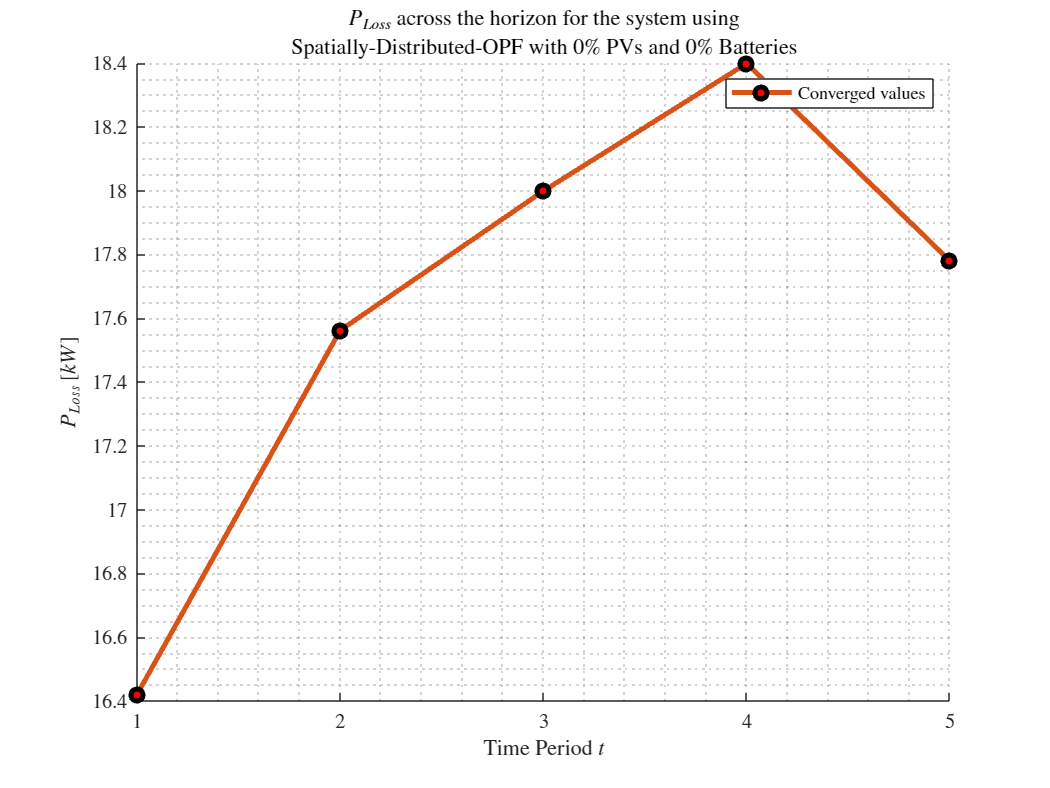 P_Loss across the horizon for the system using
Spatially-Distributed-OPF with 0% PVs and 0% Batteries
18.4
18.2
18
17.8
17.6
17.4
17.2
17
16.8
16.6
16.4
P_Loss [kW]
Converged values
1 2 3 4 5
Time Period t